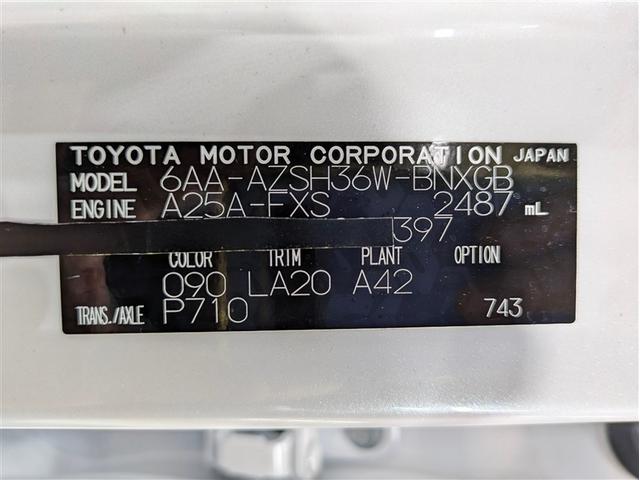 TOYOTA MOTOR CORPORATION JAPAN
MODEL 6AA-AZSH36W-BNXGB
ENGINE A25A-FXS 2487 mL
397
COLOR TRIM PLANT OPTION
090 LA20 A42
TRANS./AXLE P710 743